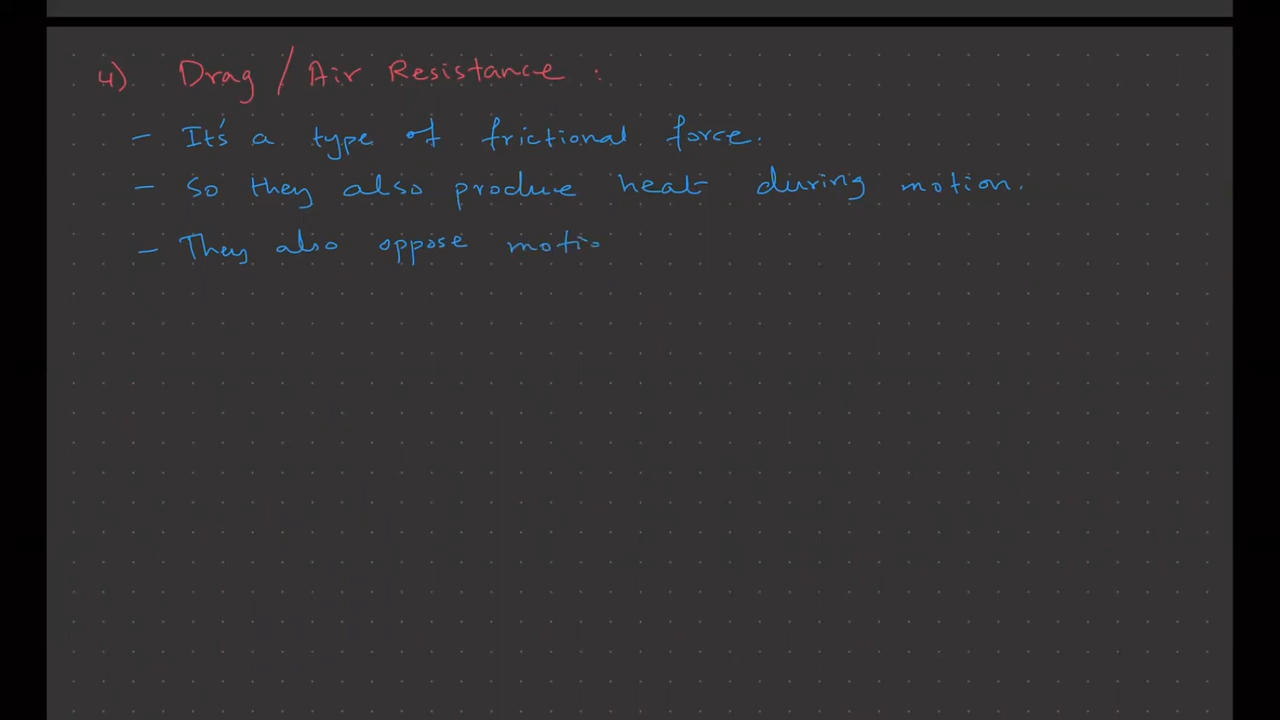 4) Drag / Air Resistance :
- It's a type of frictional force.
- So they also produce heat during motion.
- They also oppose motio